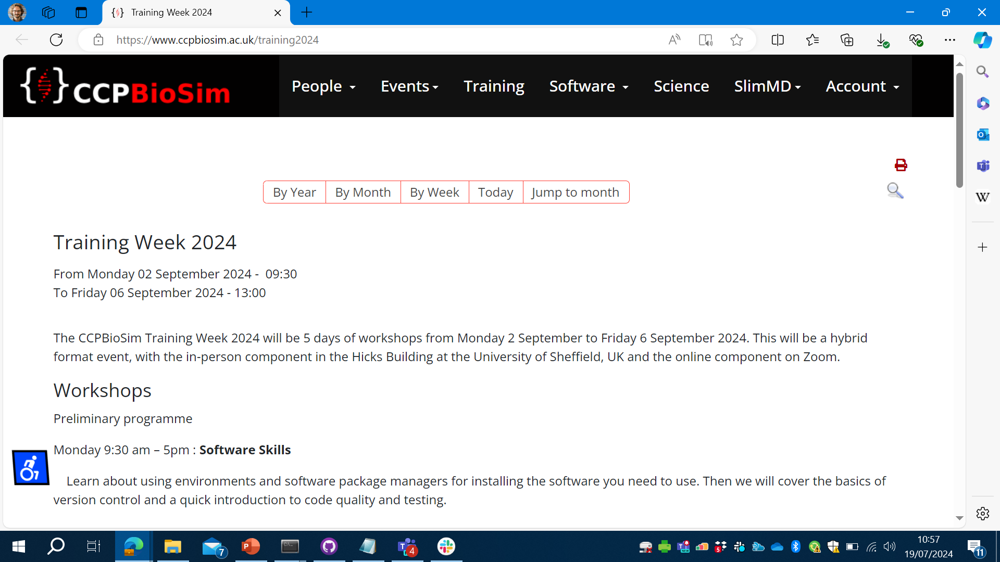 Training Week 2024
https://www.ccpbiosim.ac.uk/training2024
{}CCPBioSim
People Events Training Software Science SlimMD Account
By Year By Month By Week Today Jump to month
Training Week 2024
From Monday 02 September 2024 - 09:30
To Friday 06 September 2024 - 13:00
The CCPBioSim Training Week 2024 will be 5 days of workshops from Monday 2 September to Friday 6 September 2024. This will be a hybrid
format event, with the in-person component in the Hicks Building at the University of Sheffield, UK and the online component on Zoom.
Workshops
Preliminary programme
Monday 9:30 am – 5pm : Software Skills
Learn about using environments and software package managers for installing the software you need to use. Then we will cover the basics of
version control and a quick introduction to code quality and testing.
W
7
4
5
NEW
10:57
19/07/2024
11